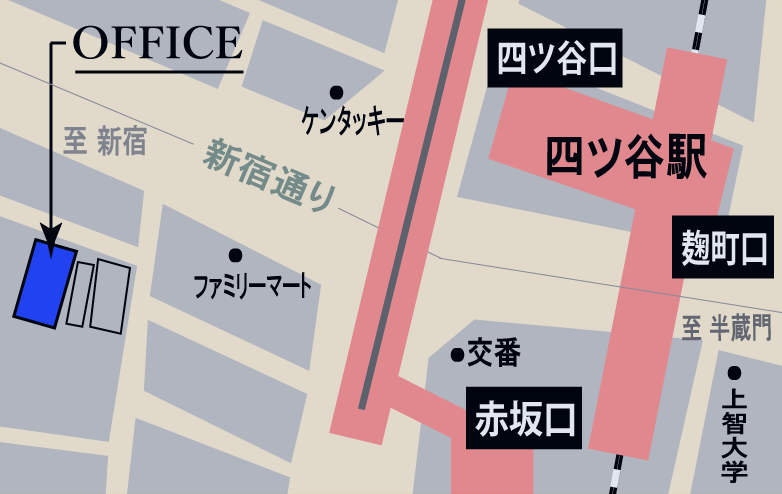 OFFICE
四ツ谷口
ケンタッキー
至 新宿
新宿通り
四ツ谷駅
麹町口
ファミリーマート
至 半蔵門
交番
赤坂口
上智大学